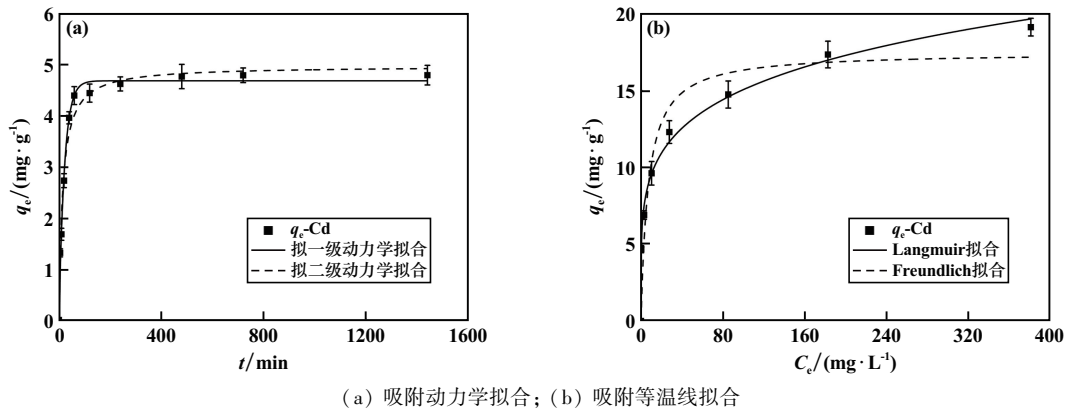 (a)
6
5
4
3
2
1
0
q_e/(mg·g⁻¹)
0 400 800 1200 1600
t/min
q_e-Cd
拟一级动力学拟合
拟二级动力学拟合
(b)
20
15
10
5
0
q_e/(mg·g⁻¹)
0 80 160 240 320 400
C_e/(mg·L⁻¹)
q_e-Cd
Langmuir拟合
Freundlich拟合
(a) 吸附动力学拟合; (b) 吸附等温线拟合